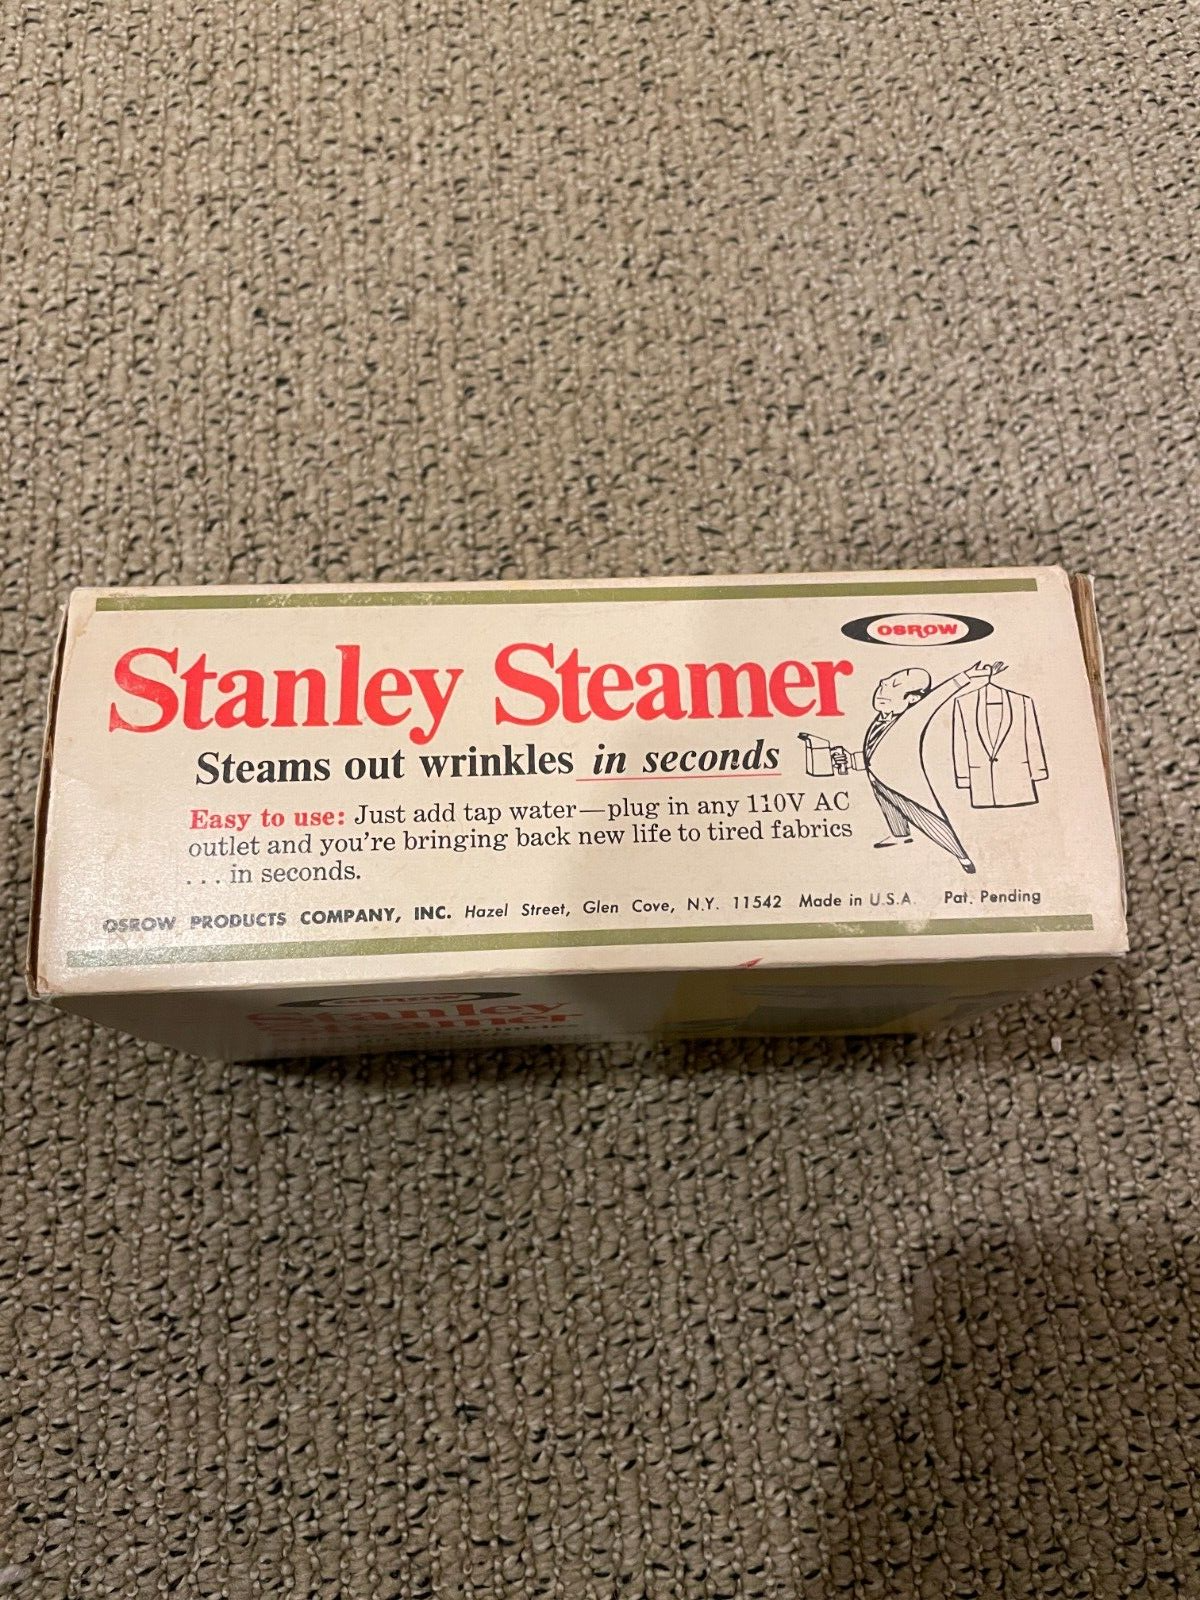 OSROW
Stanley Steamer
Steams out wrinkles in seconds
Easy to use: Just add tap water—plug in any 110V AC
outlet and you're bringing back new life to tired fabrics
. . . in seconds.
OSROW PRODUCTS COMPANY, INC. Hazel Street, Glen Cove, N.Y. 11542 Made in U.S.A. Pat. Pending
OSROW
Stanley
Steamer